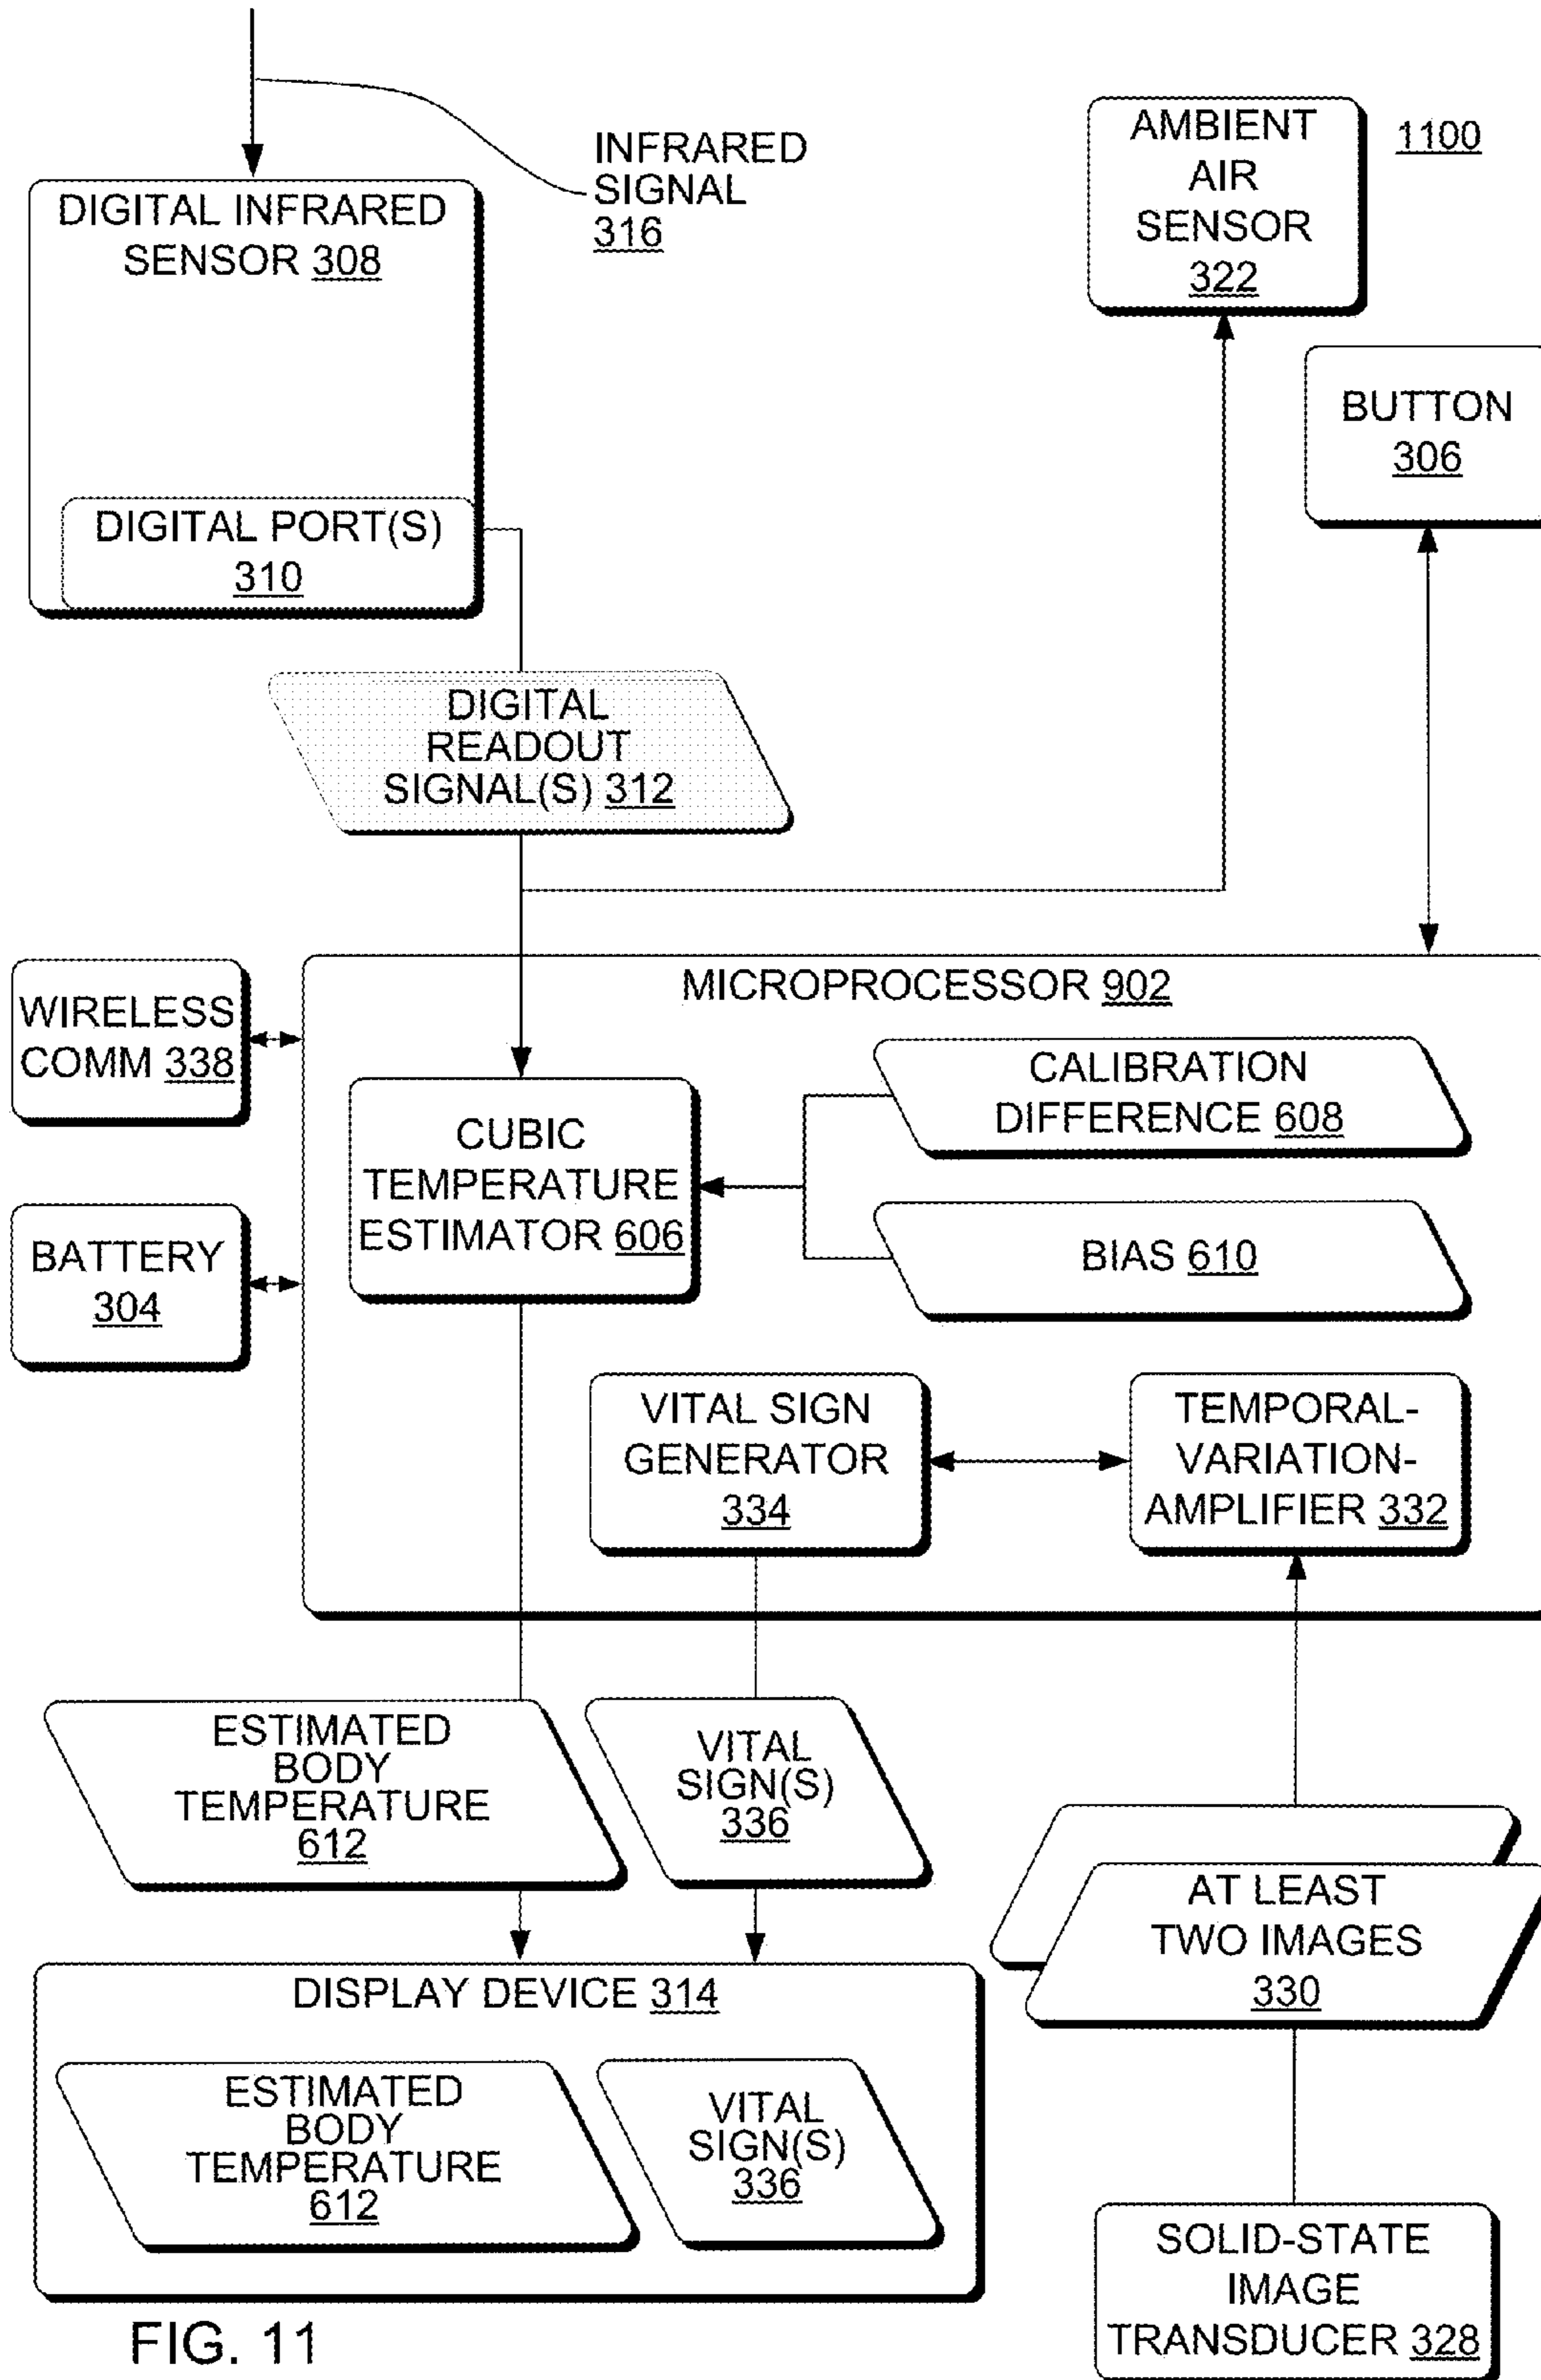 INFRARED
SIGNAL
316
AMBIENT
AIR
SENSOR
322
1100
DIGITAL INFRARED
SENSOR 308
BUTTON
306
DIGITAL PORT(S)
310
DIGITAL
READOUT
SIGNAL(S) 312
MICROPROCESSOR 902
WIRELESS
COMM 338
CALIBRATION
DIFFERENCE 608
CUBIC
TEMPERATURE
ESTIMATOR 606
BATTERY
304
BIAS 610
VITAL SIGN
GENERATOR
334
TEMPORAL-
VARIATION-
AMPLIFIER 332
ESTIMATED
BODY
TEMPERATURE
612
VITAL
SIGN(S)
336
AT LEAST
TWO IMAGES
330
DISPLAY DEVICE 314
ESTIMATED
BODY
TEMPERATURE
612
VITAL
SIGN(S)
336
SOLID-STATE
IMAGE
TRANSDUCER 328
FIG. 11